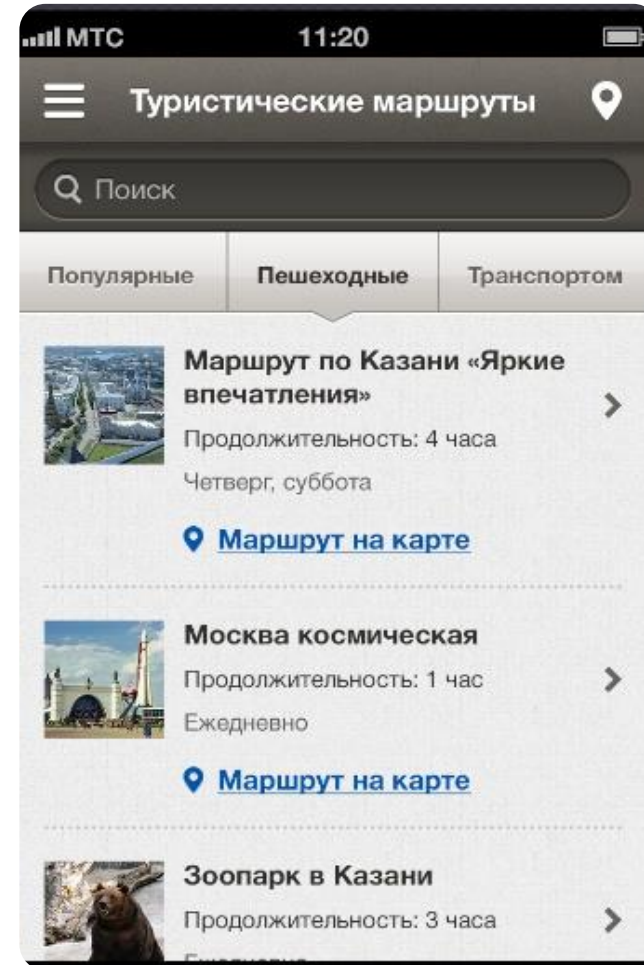 МТС
11:20
Туристические маршруты
Поиск
Популярные
Пешеходные
Транспортом
Маршрут по Казани «Яркие
впечатления»
Продолжительность: 4 часа
Четверг, суббота
Маршрут на карте
Москва космическая
Продолжительность: 1 час
Ежедневно
Маршрут на карте
Зоопарк в Казани
Продолжительность: 3 часа